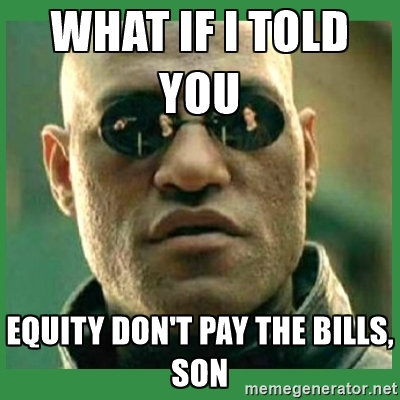 WHAT IF I TOLD
YOU
EQUITY DON'T PAY THE BILLS,
SON
memegenerator.net